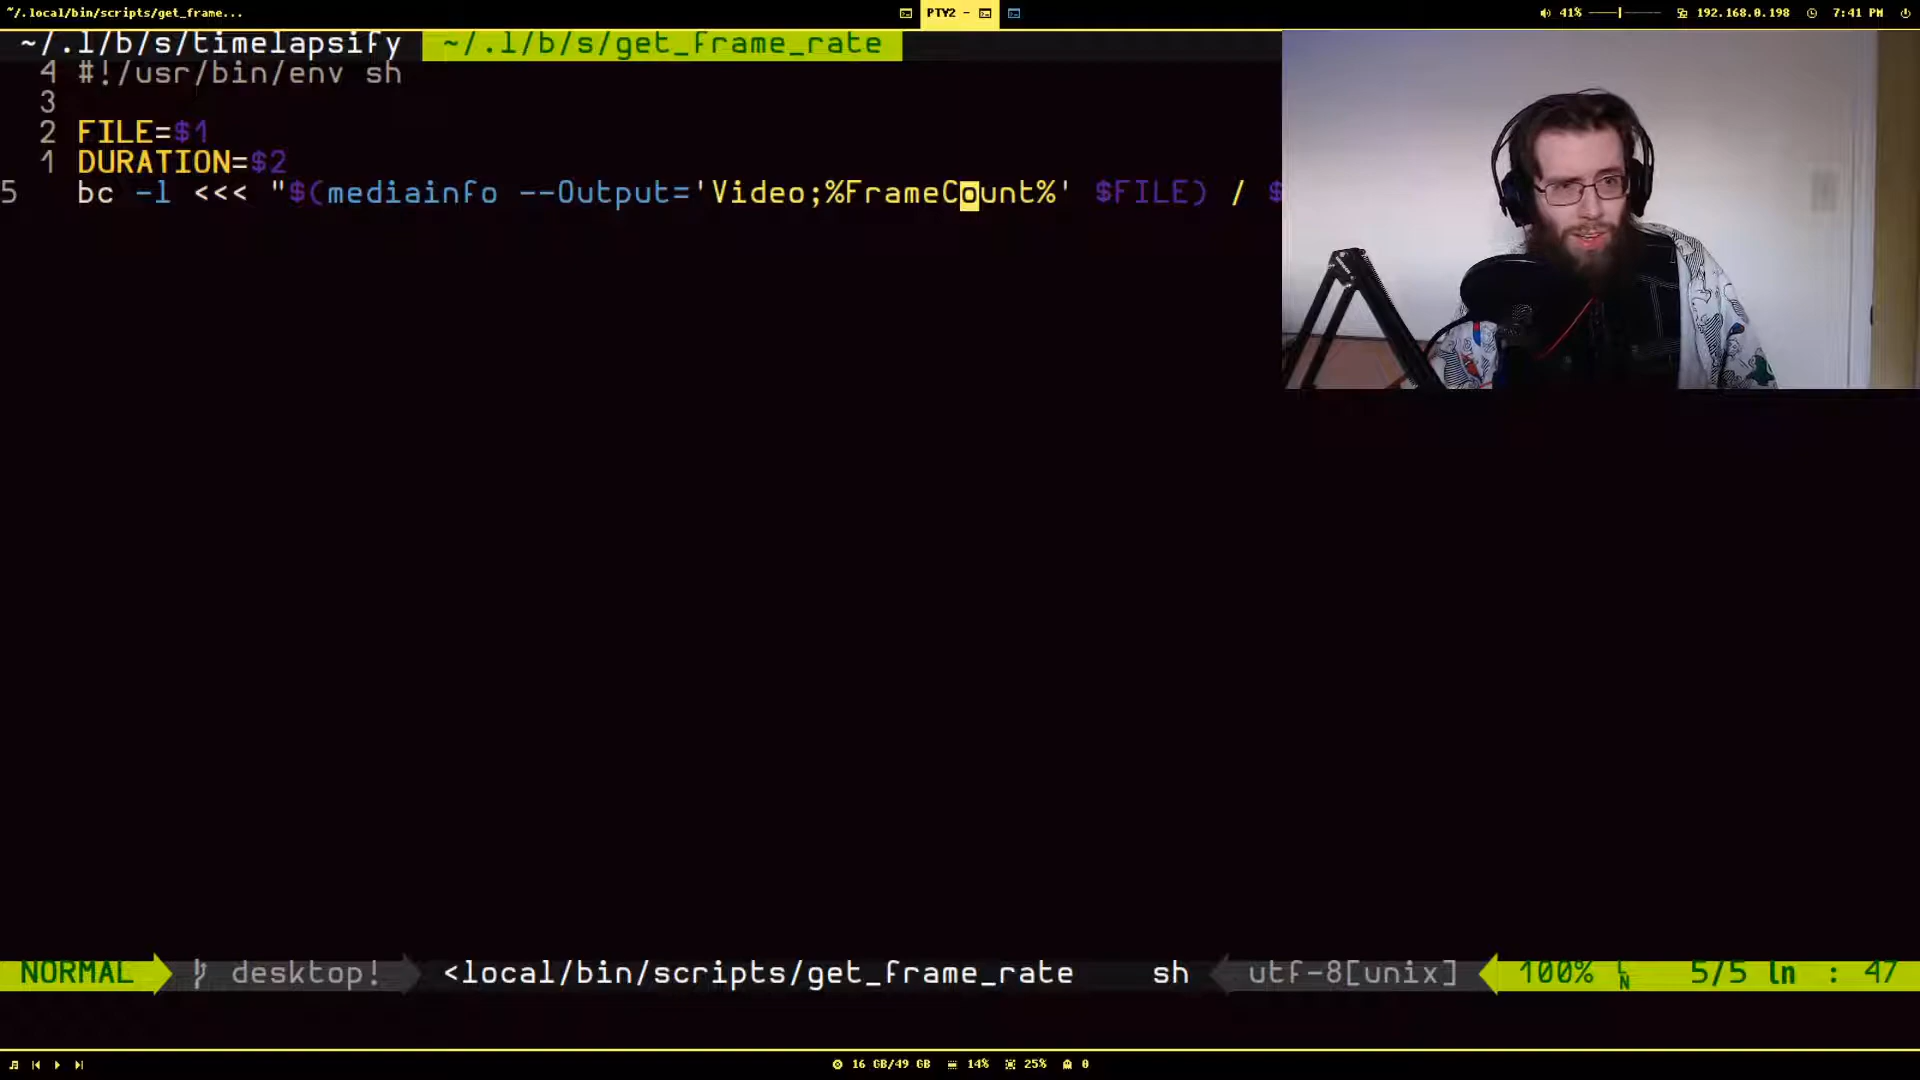 ~/.local/bin/scripts/get_frame... PTY2 - 41% 192.168.0.198 7:41 PM
~/.l/b/s/timelapsify ~/.l/b/s/get_frame_rate
4 #!/usr/bin/env sh
3
2 FILE=$1
1 DURATION=$2
5 bc -l <<< "$(mediainfo --Output='Video;%FrameCount%' $FILE) / $
NORMAL desktop! <local/bin/scripts/get_frame_rate sh utf-8[unix] 100% LN 5/5 ln : 47
16 GB/49 GB 14% 25% 0